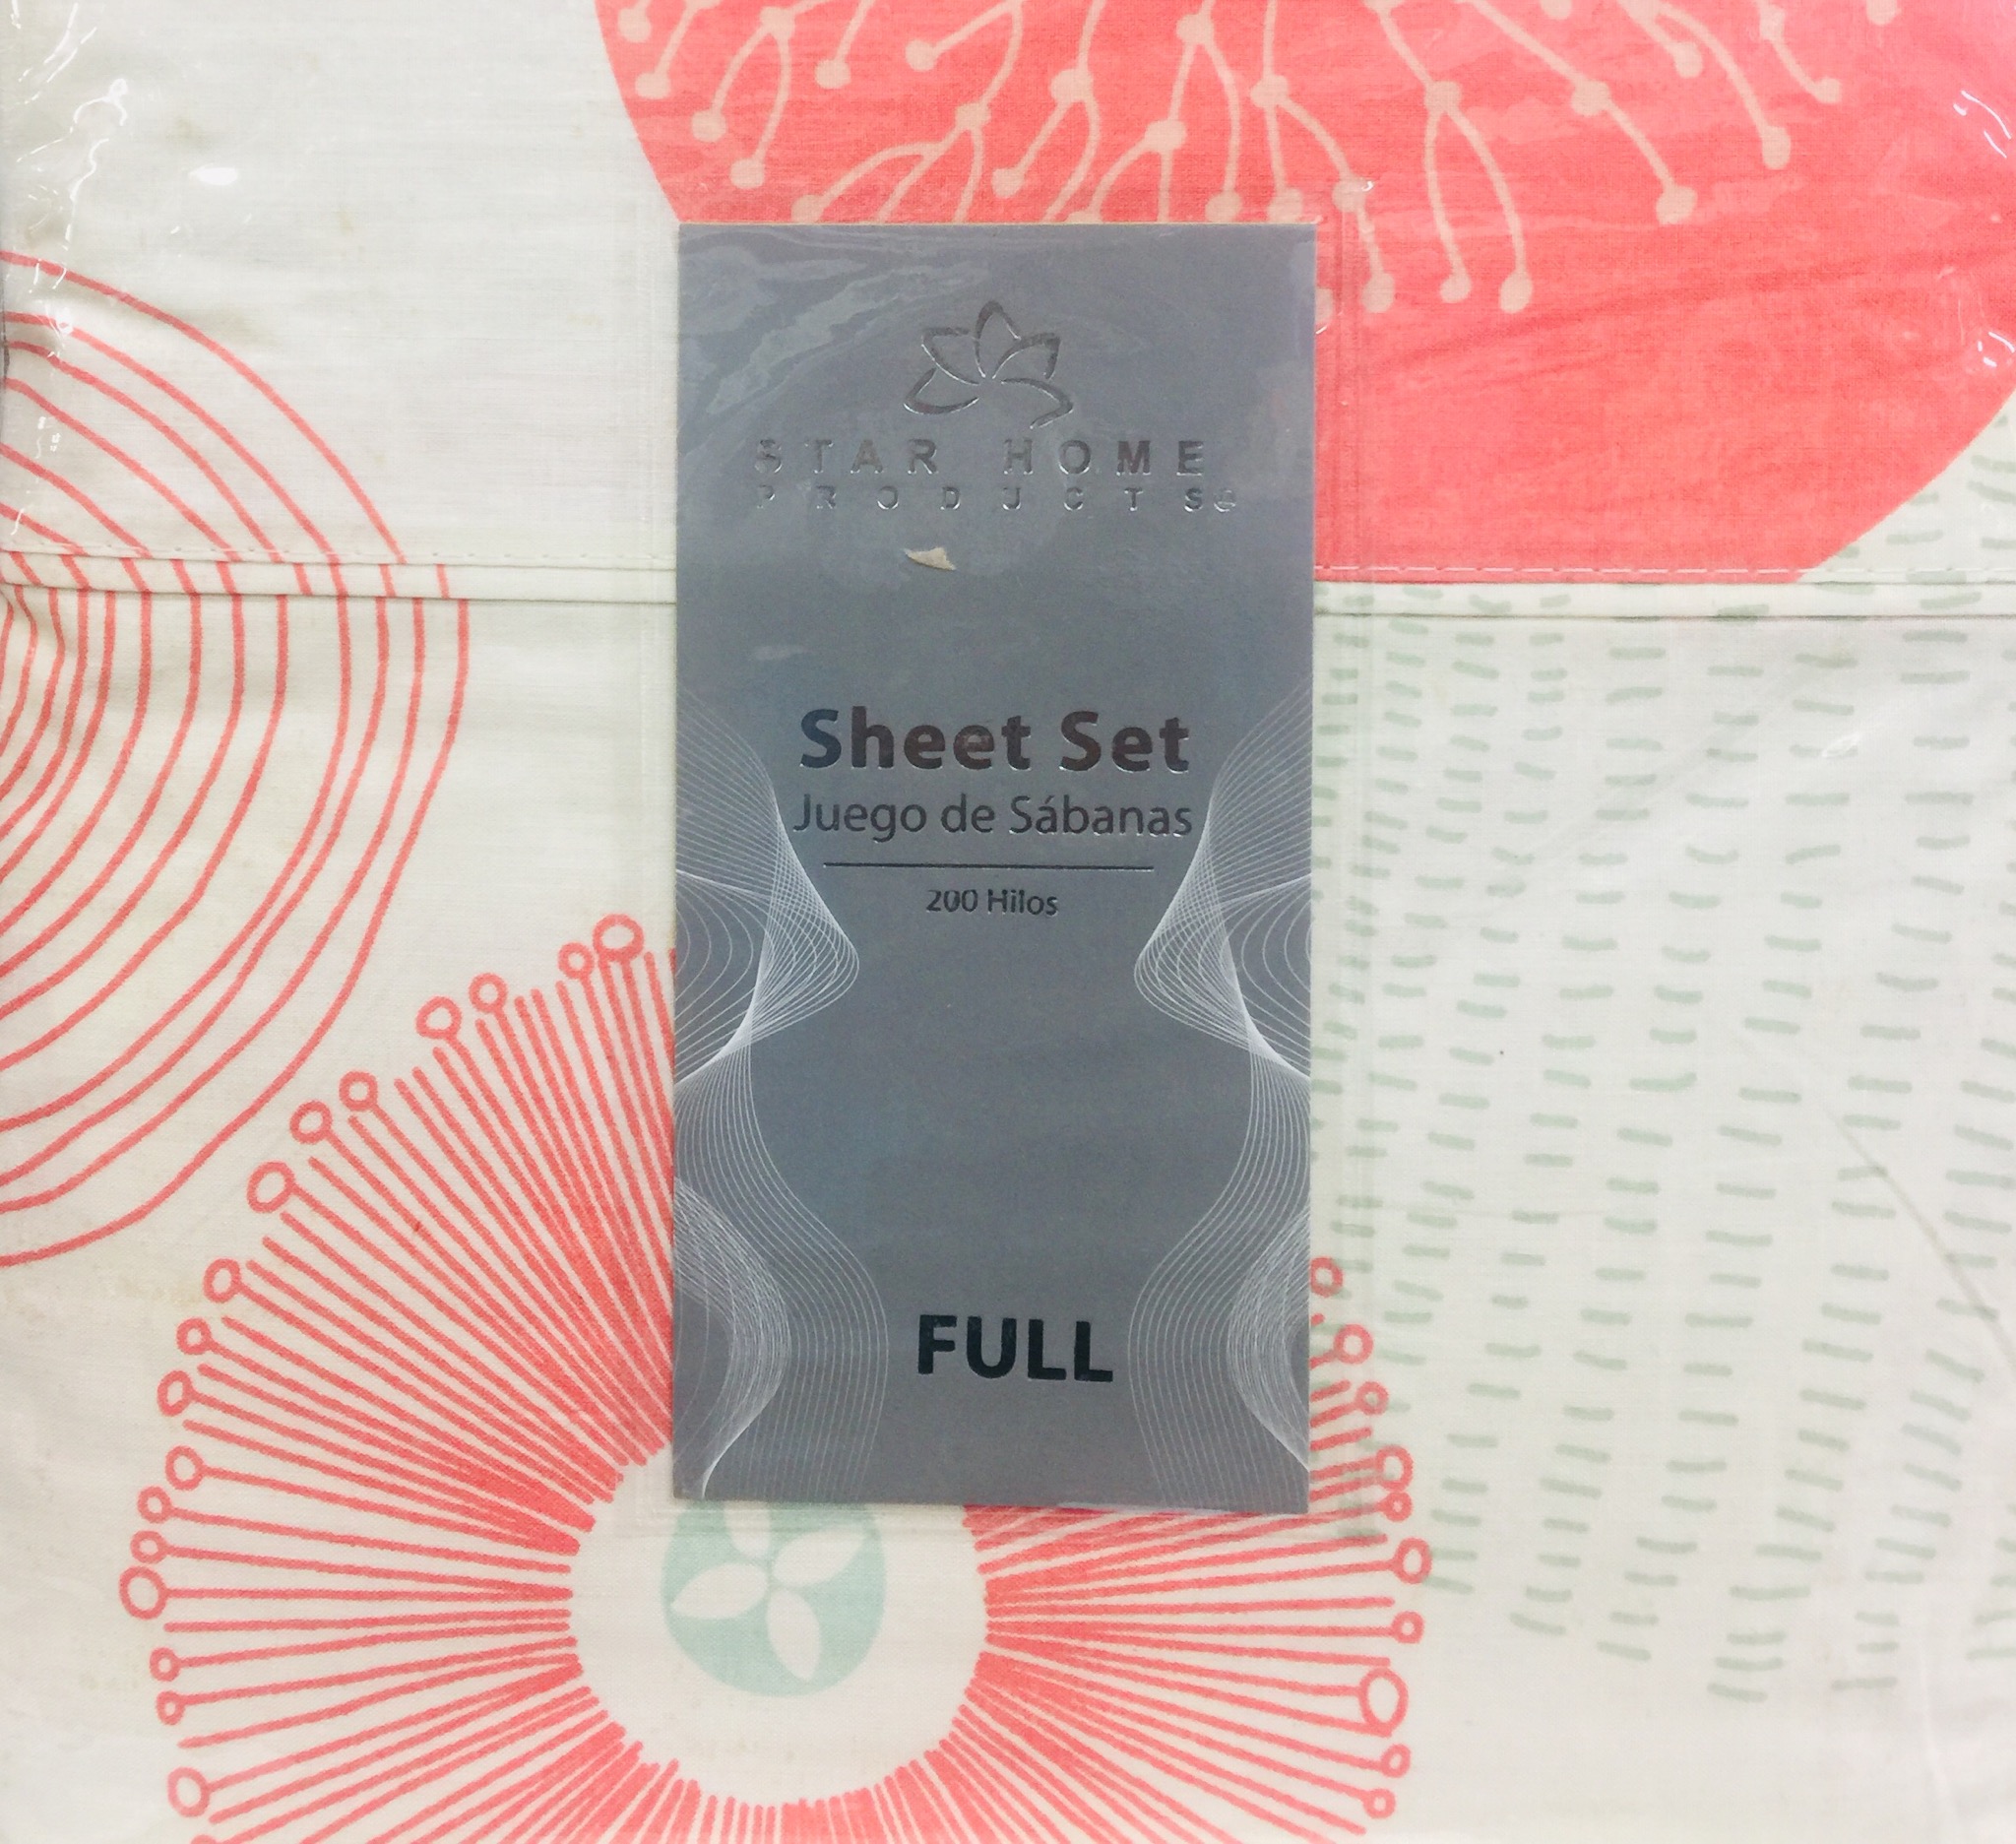 STAR HOME
PRODUCTS®
Sheet Set
Juego de Sábanas
200 Hilos
FULL